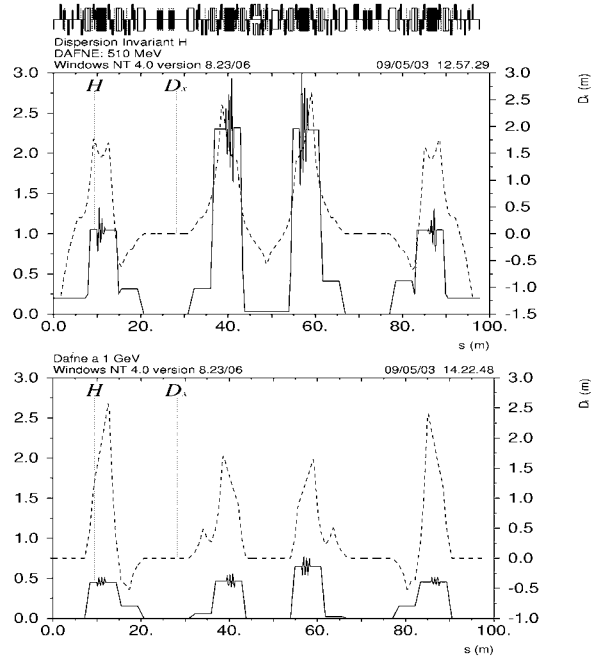 Dispersion Invariant H
DAFNE: 510 MeV
Windows NT 4.0 version 8.23/06 09/05/03 12.57.29
3.0 H Dx 3.0
2.5 2.5
2.0
2.0 1.5
1.0
1.5 0.5
0.0
1.0 -0.5
0.5 -1.0
0.0 -1.5
0.0 20. 40. 60. 80. 100.
s (m)
Dx (m)
Dafne a 1 GeV
Windows NT 4.0 version 8.23/06 09/05/03 14.22.48
3.0 H Dx 3.0
2.5 2.5
2.0
2.0 1.5
1.5 1.0
0.5
1.0 0.0
0.5 -0.5
0.0 -1.0
0.0 20. 40. 60. 80. 100.
s (m)
Dx (m)